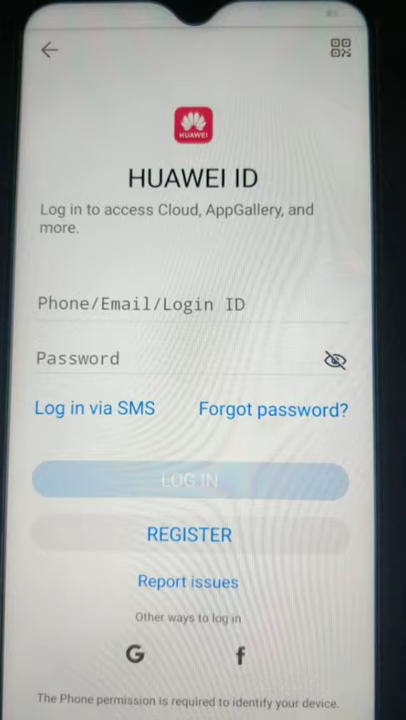 HUAWEI
HUAWEI ID
Log in to access Cloud, AppGallery, and
more.
Phone/Email/Login ID
Password
Log in via SMS
Forgot password?
LOG IN
REGISTER
Report issues
Other ways to log in
G
f
The Phone permission is required to identify your device.